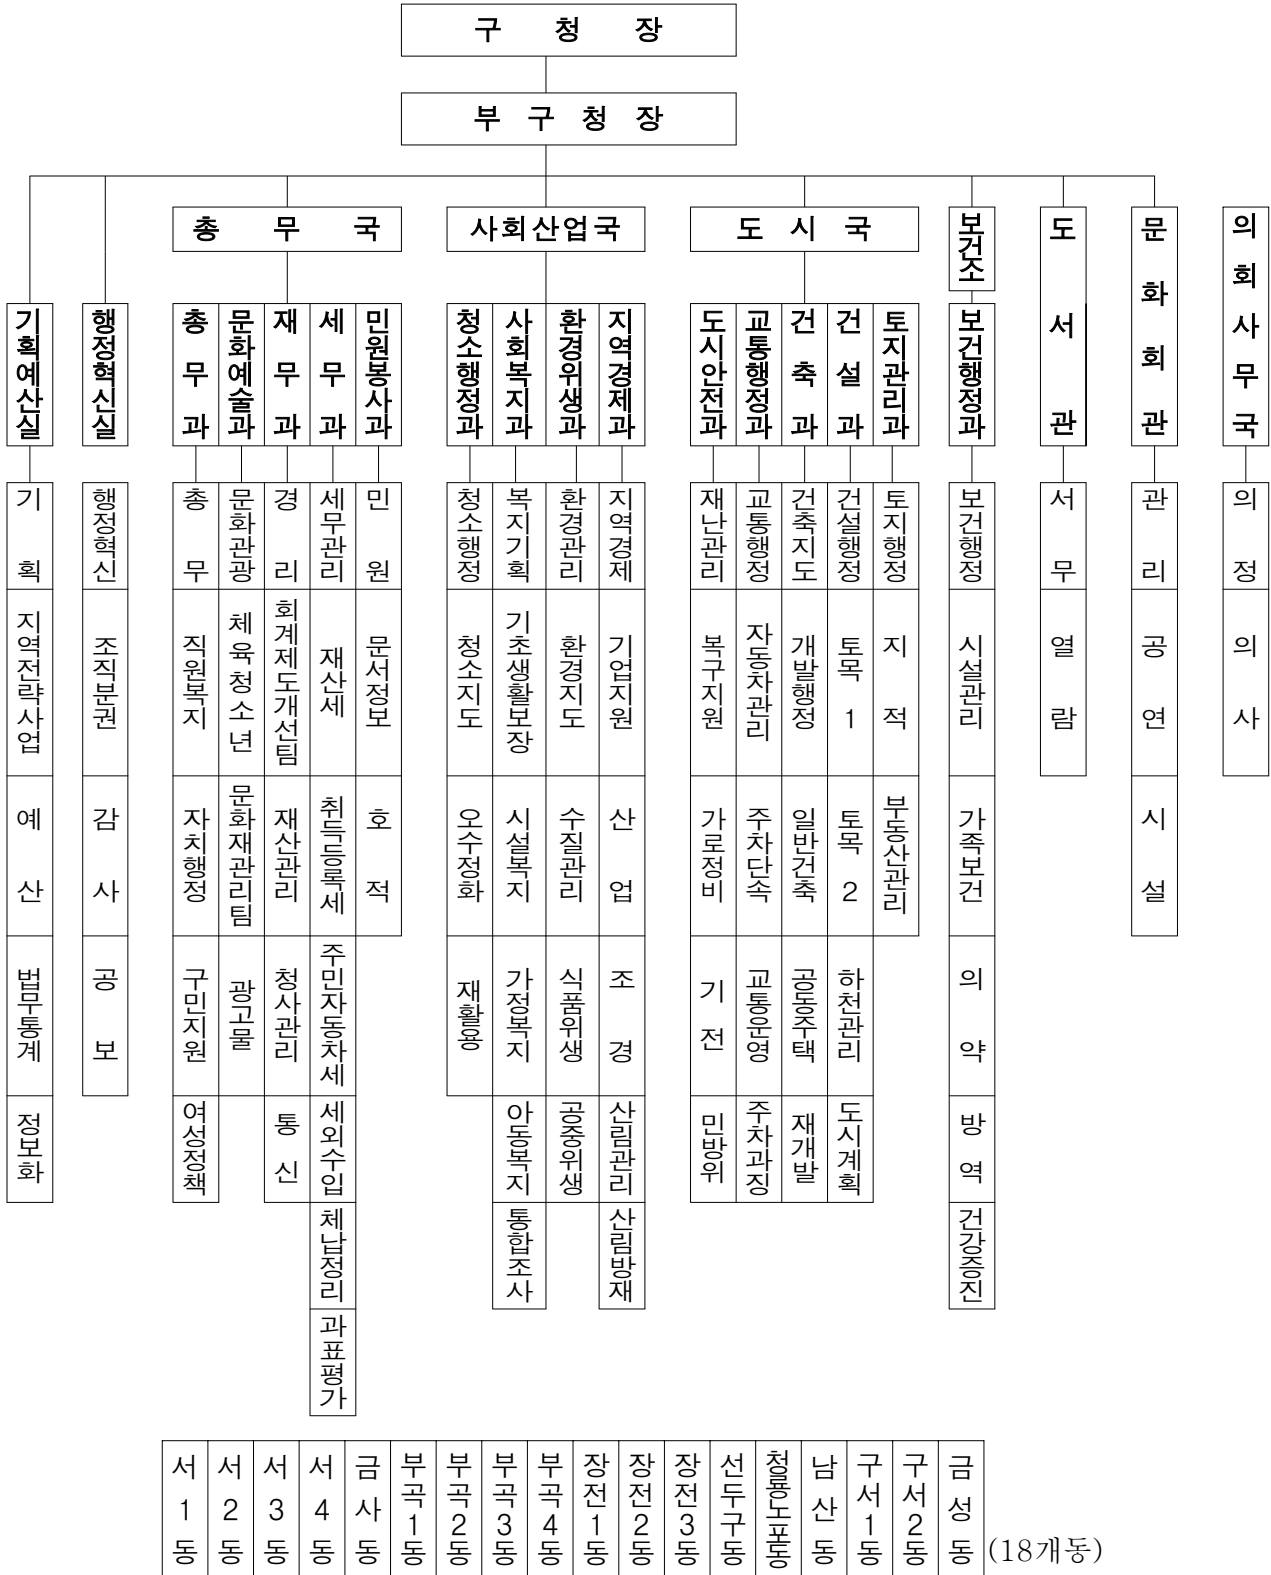 구 청 장
부 구 청 장
총 무 국
사회산업국
도 시 국
보건소
도 서 관
문 화 회 관
의 회 사 무 국
기획예산실
행정혁신실
총 무 과
문화예술과
재 무 과
세 무 과
민원봉사과
청소행정과
사회복지과
환경위생과
지역경제과
도시안전과
교통행정과
건 축 과
건 설 과
토지관리과
보건행정과
기 획
행정혁신
총 무
문화관광
경 리
세무관리
민 원
청소행정
복지기획
환경관리
지역경제
재난관리
교통행정
건축지도
건설행정
토지행정
보건행정
서 무
관 리
의 정
지역전략사업
조직분권
직원복지
체육청소년
회계제도개선팀
재산세
문서정보
청소지도
기초생활보장
환경지도
기업지원
복구지원
자동차관리
개발행정
토목 1
지 적
시설관리
열 람
공 연
의 사
예 산
감 사
자치행정
문화재관리팀
재산관리
취득등록세
호 적
오수정화
시설복지
수질관리
산 업
가로정비
주차단속
일반건축
토목 2
부동산관리
가족보건
시 설
법무통계
공 보
구민지원
광고물
청사관리
주민자동차세
재활용
가정복지
식품위생
조 경
기 전
교통운영
공동주택
하천관리
의 약
정보화
여성정책
통 신
세외수입
아동복지
공중위생
산림관리
민방위
주차과징
재개발
도시계획
방 역
체납정리
통합조사
산림방재
건강증진
과표평가
서1동
서2동
서3동
서4동
금사동
부곡1동
부곡2동
부곡3동
부곡4동
장전1동
장전2동
장전3동
선두구동
청룡노포동
남산동
구서1동
구서2동
금성동
(18개동)